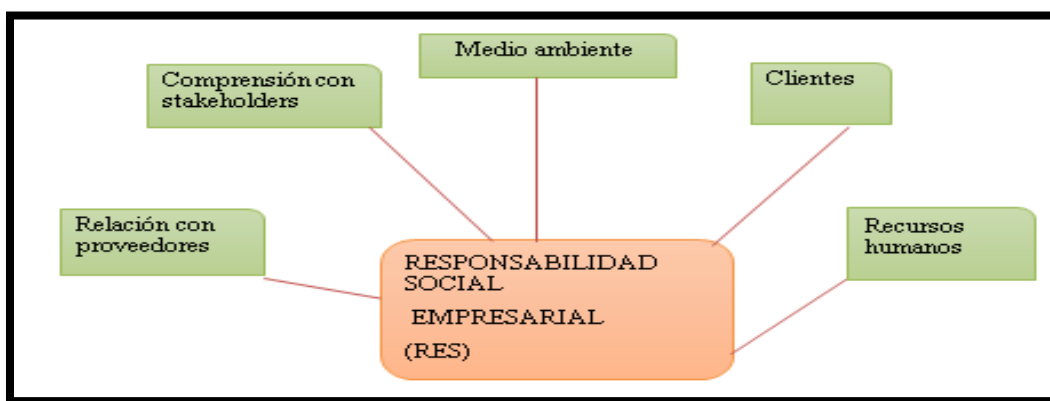 Medio ambiente
Comprensión con
stakeholders
Clientes
Relación con
proveedores
Recursos
humanos
RESPONSABILIDAD
SOCIAL
EMPRESARIAL
(RES)